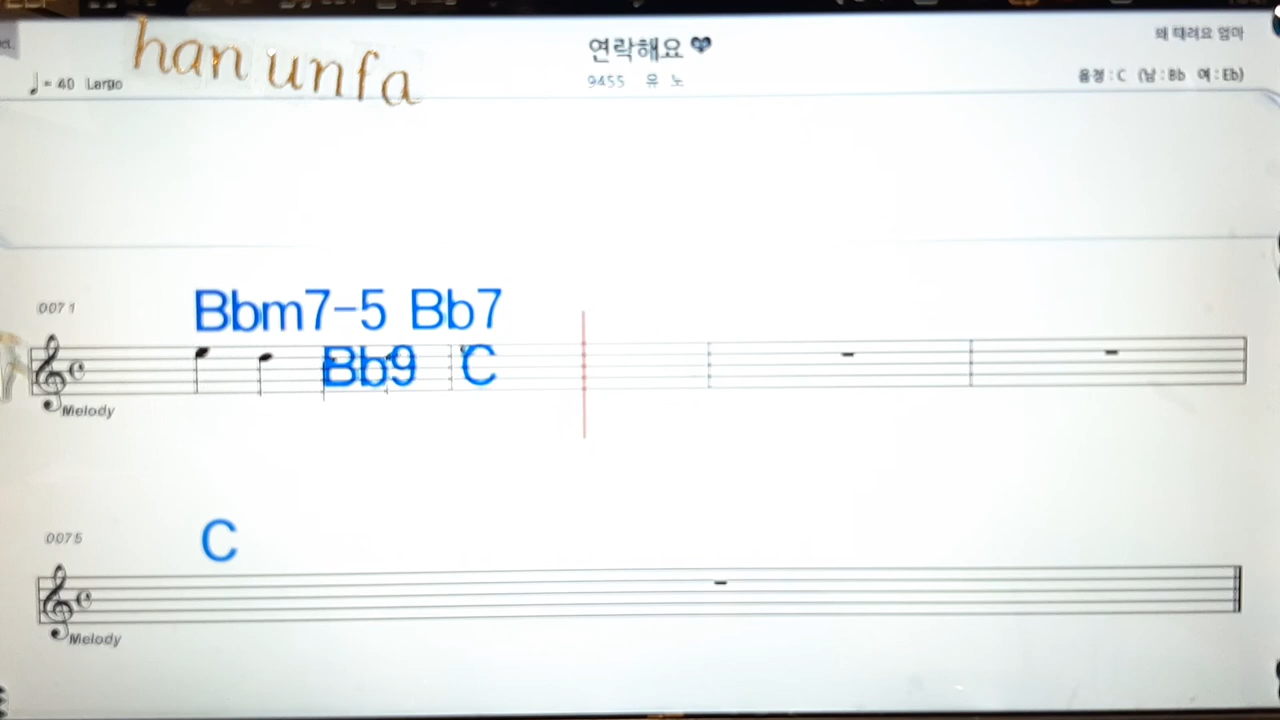 han unfa
연락해요
왜 때려요 엄마
= 40 Largo
9455 유 노
음정 : C (남 : Bb 여 : Eb)
0071
Bbm7-5 Bb7
Bb9 C
Melody
0075
C
Melody